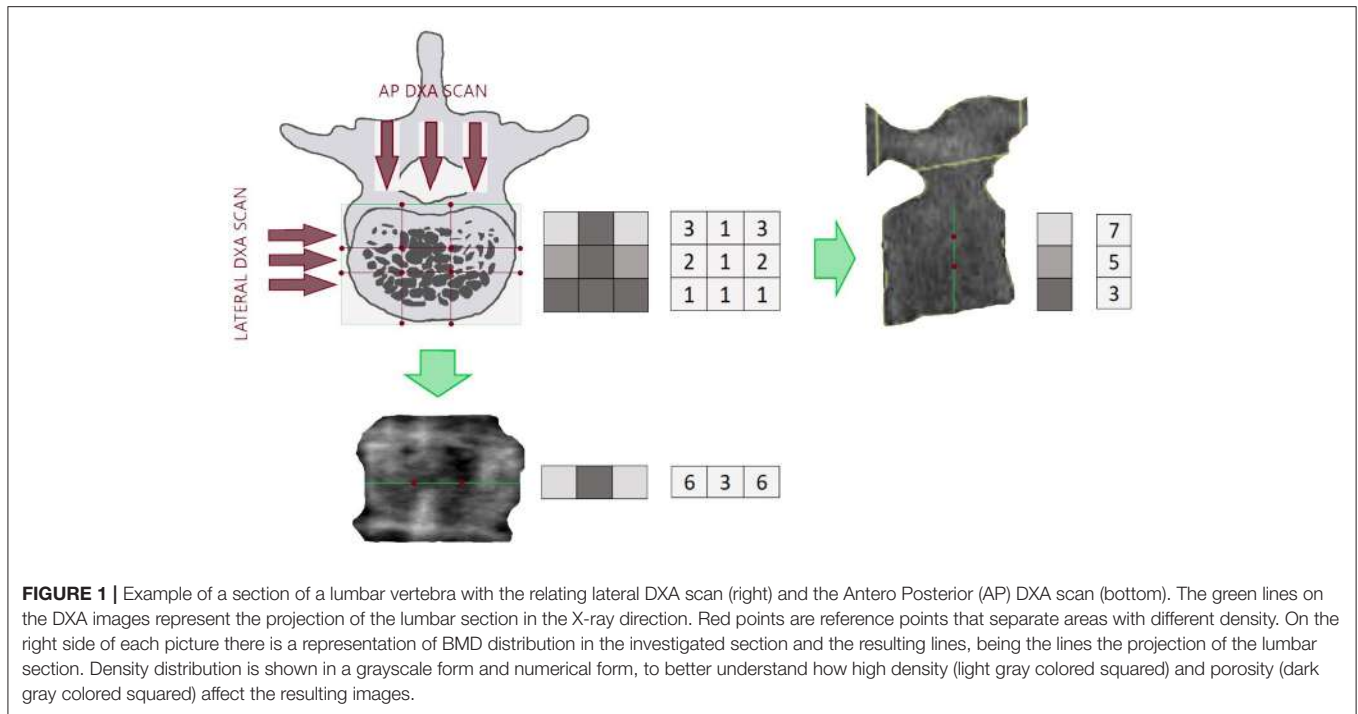 AP DXA SCAN
LATERAL DXA SCAN
3 1 3
2 1 2
1 1 1
7
5
3
6 3 6
FIGURE 1 | Example of a section of a lumbar vertebra with the relating lateral DXA scan (right) and the Antero Posterior (AP) DXA scan (bottom). The green lines on
the DXA images represent the projection of the lumbar section in the X-ray direction. Red points are reference points that separate areas with different density. On the
right side of each picture there is a representation of BMD distribution in the investigated section and the resulting lines, being the lines the projection of the lumbar
section. Density distribution is shown in a grayscale form and numerical form, to better understand how high density (light gray colored squared) and porosity (dark
gray colored squared) affect the resulting images.